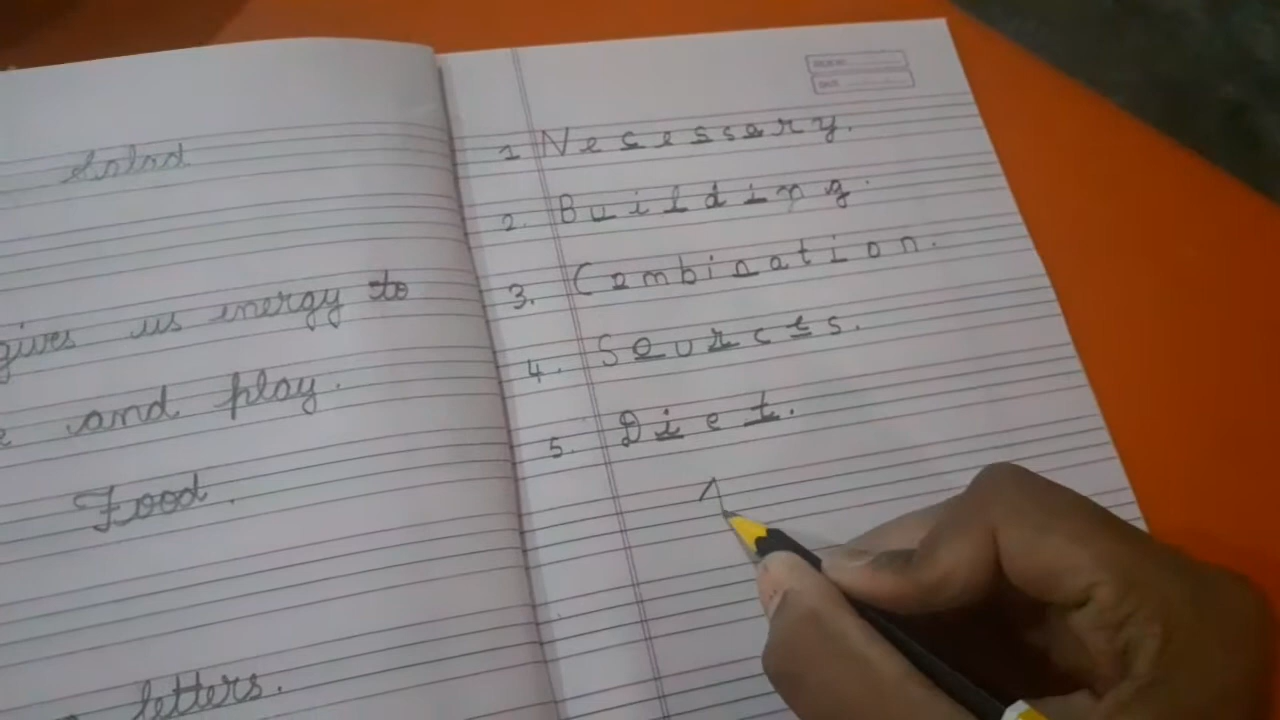 Salad
gives us energy to
and play.
Food.
letters.
1 Necessary.
2. Building.
3. Combination.
4. Sources.
5. Diet.